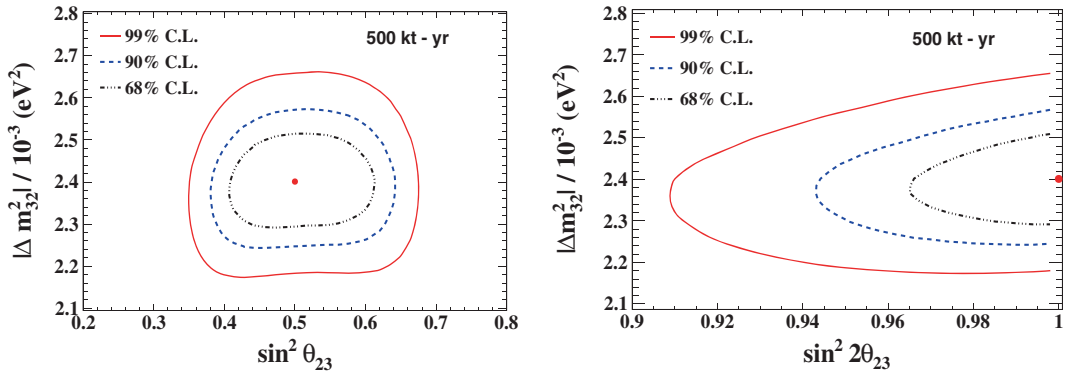 2.8
2.7
2.6
2.5
2.4
2.3
2.2
2.1
|Δ m²₃₂| / 10⁻³ (eV²)
99% C.L.
90% C.L.
68% C.L.
500 kt - yr
0.2 0.3 0.4 0.5 0.6 0.7 0.8
sin² θ₂₃
2.8
2.7
2.6
2.5
2.4
2.3
2.2
2.1
|Δm²₃₂| / 10⁻³ (eV²)
99% C.L.
90% C.L.
68% C.L.
500 kt - yr
0.9 0.92 0.94 0.96 0.98 1
sin² 2θ₂₃